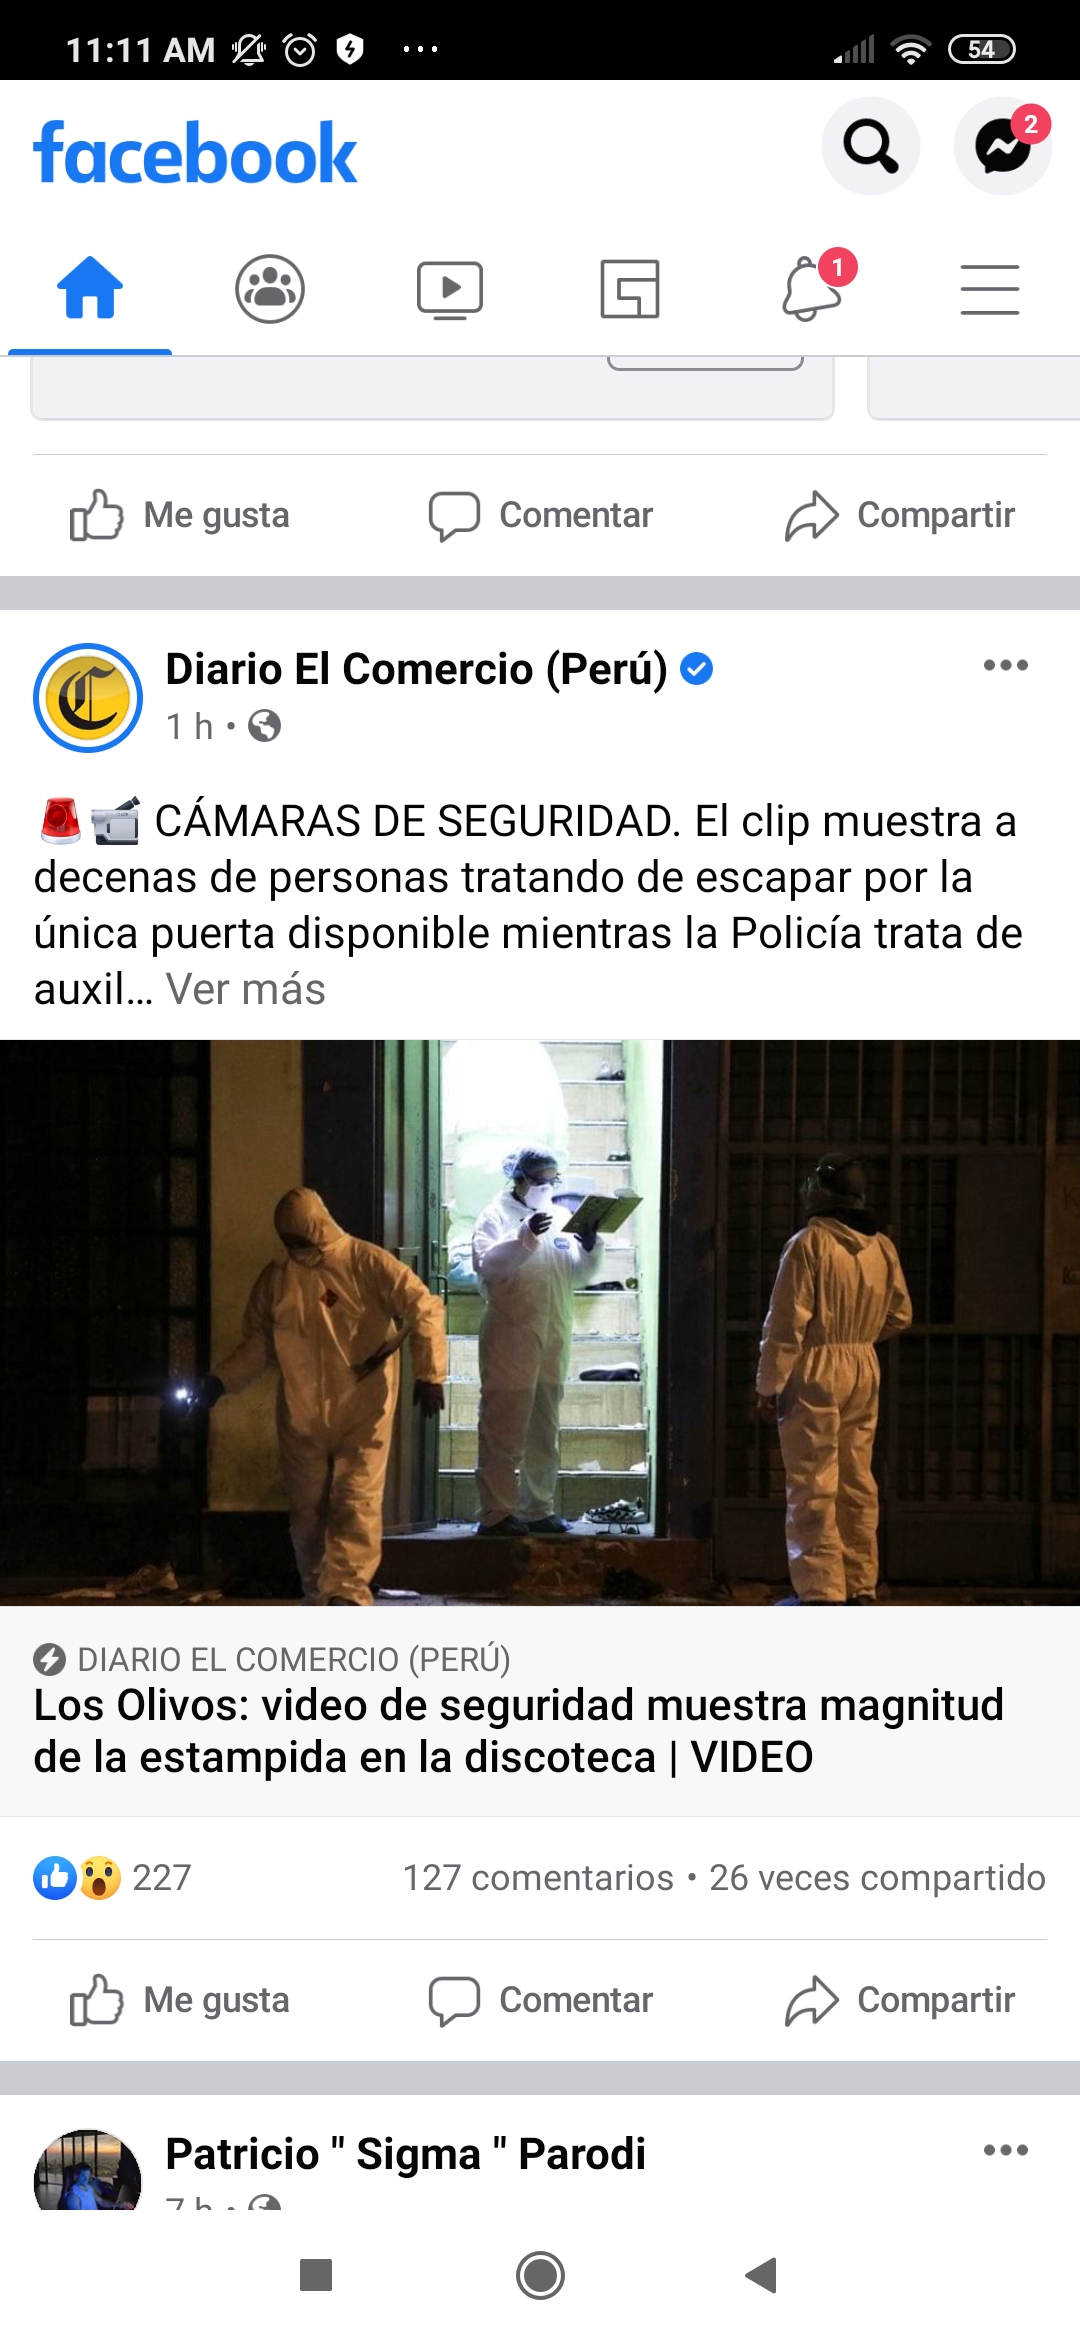 11:11 AM
54
facebook
2
1
Me gusta
Comentar
Compartir
Diario El Comercio (Perú)
1 h •
CÁMARAS DE SEGURIDAD. El clip muestra a
decenas de personas tratando de escapar por la
única puerta disponible mientras la Policía trata de
auxil... Ver más
DIARIO EL COMERCIO (PERÚ)
Los Olivos: video de seguridad muestra magnitud
de la estampida en la discoteca | VIDEO
227
127 comentarios • 26 veces compartido
Me gusta
Comentar
Compartir
Patricio " Sigma " Parodi
7 h •